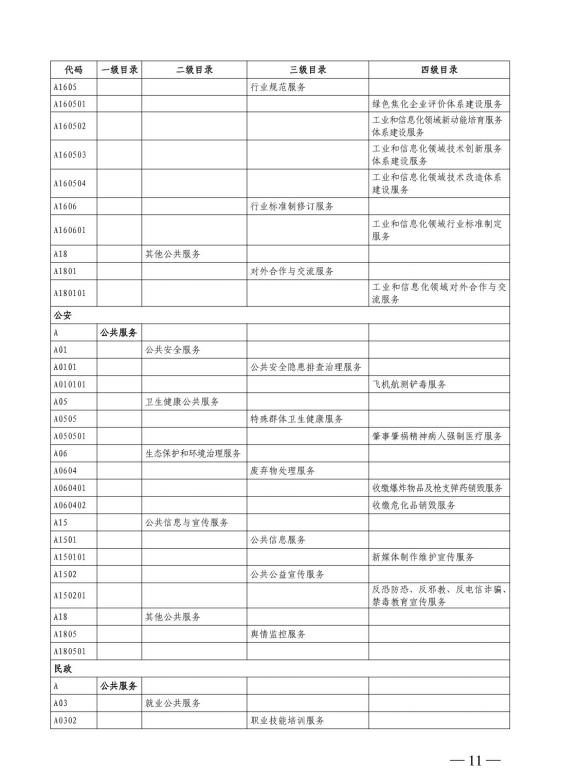 代码 一级目录 二级目录 三级目录 四级目录
A1605 行业规范服务
A160501 绿色焦化企业评价体系建设服务
A160502 工业和信息化领域新动能培育服务
体系建设服务
A160503 工业和信息化领域技术创新服务
体系建设服务
A160504 工业和信息化领域技术改造体系
建设服务
A1606 行业标准制修订服务
A160601 工业和信息化领域行业标准制定
服务
A18 其他公共服务
A1801 对外合作与交流服务
A180101 工业和信息化领域对外合作与交
流服务
公安
A 公共服务
A01 公共安全服务
A0101 公共安全隐患排查治理服务
A010101 飞机航测铲毒服务
A05 卫生健康公共服务
A0505 特殊群体卫生健康服务
A050501 肇事肇祸精神病人强制医疗服务
A06 生态保护和环境治理服务
A0604 废弃物处理服务
A060401 收缴爆炸物品及枪支弹药销毁服务
A060402 收缴危化品销毁服务
A15 公共信息与宣传服务
A1501 公共信息服务
A150101 新媒体制作维护宣传服务
A1502 公共公益宣传服务
A150201 反恐防恐、反邪教、反电信诈骗、
禁毒教育宣传服务
A18 其他公共服务
A1805 舆情监控服务
A180501
民政
A 公共服务
A03 就业公共服务
A0302 职业技能培训服务
— 11 —